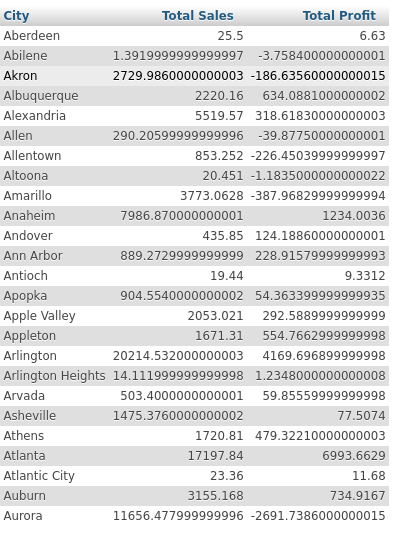 City Total Sales Total Profit
Aberdeen 25.5 6.63
Abilene 1.3919999999999997 -3.758400000000001
Akron 2729.9860000000003 -186.63560000000015
Albuquerque 2220.16 634.0881000000002
Alexandria 5519.57 318.61830000000003
Allen 290.20599999999996 -39.87750000000001
Allentown 853.252 -226.45039999999997
Altoona 20.451 -1.1835000000000022
Amarillo 3773.0628 -387.96829999999994
Anaheim 7986.870000000001 1234.0036
Andover 435.85 124.18860000000001
Ann Arbor 889.2729999999999 228.91579999999993
Antioch 19.44 9.3312
Apopka 904.5540000000002 54.363399999999935
Apple Valley 2053.021 292.5889999999999
Appleton 1671.31 554.7662999999998
Arlington 20214.532000000003 4169.696899999998
Arlington Heights 14.111999999999998 1.2348000000000008
Arvada 503.4000000000001 59.85559999999998
Asheville 1475.3760000000002 77.5074
Athens 1720.81 479.32210000000003
Atlanta 17197.84 6993.6629
Atlantic City 23.36 11.68
Auburn 3155.168 734.9167
Aurora 11656.477999999996 -2691.7386000000015